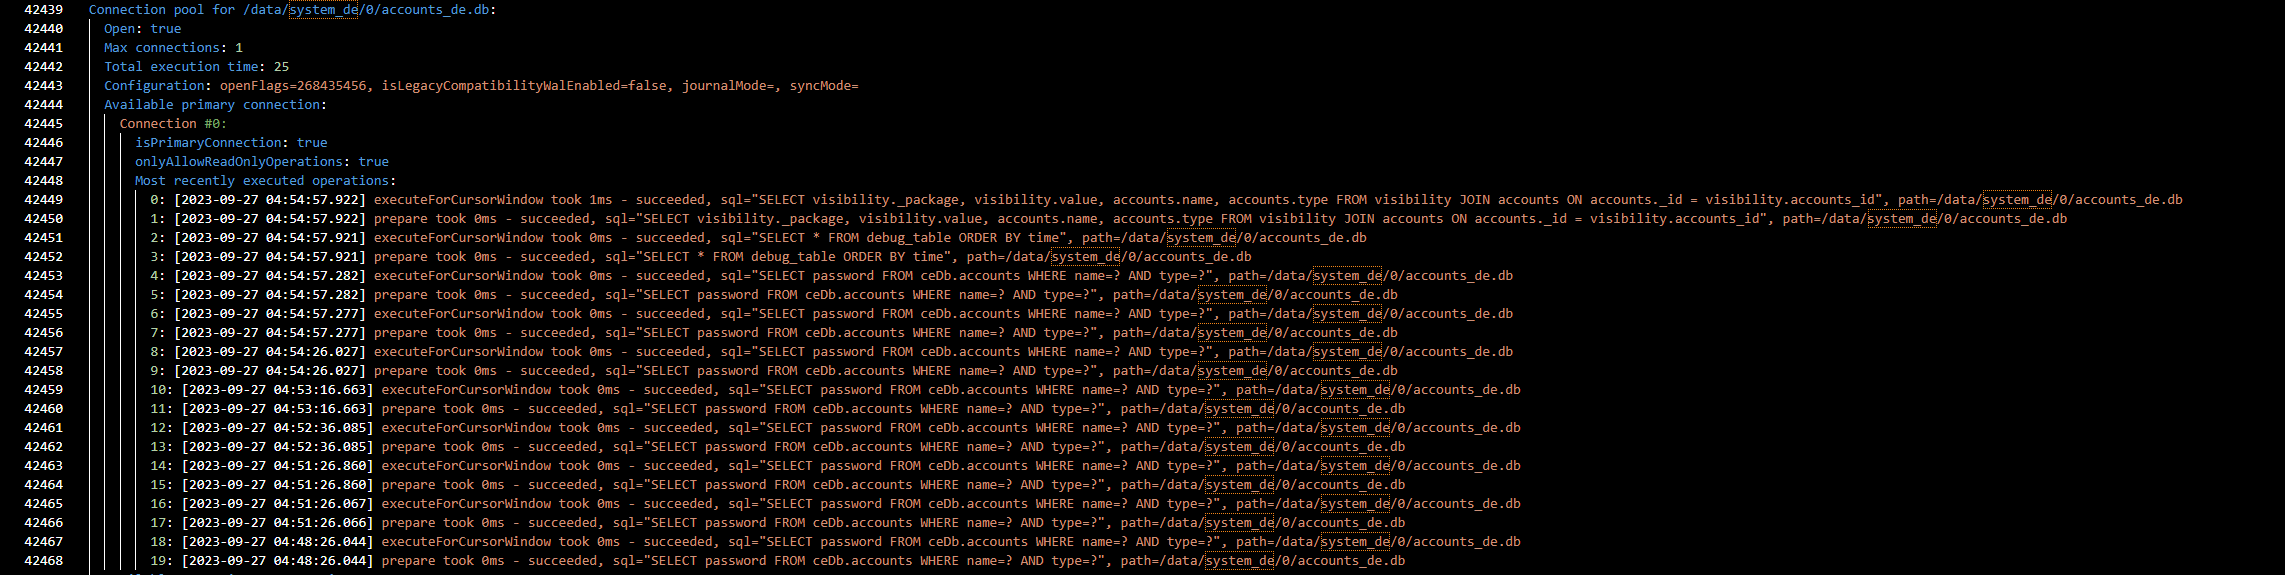 42439 Connection pool for /data/system_de/0/accounts_de.db:
42440 Open: true
42441 Max connections: 1
42442 Total execution time: 25
42443 Configuration: openFlags=268435456, isLegacyCompatibilityWalEnabled=false, journalMode=, syncMode=
42444 Available primary connection:
42445 Connection #0:
42446 isPrimaryConnection: true
42447 onlyAllowReadOnlyOperations: true
42448 Most recently executed operations:
42449 0: [2023-09-27 04:54:57.922] executeForCursorWindow took 1ms - succeeded, sql="SELECT visibility._package, visibility.value, accounts.name, accounts.type FROM visibility JOIN accounts ON accounts._id = visibility.accounts_id", path=/data/system_de/0/accounts_de.db
42450 1: [2023-09-27 04:54:57.922] prepare took 0ms - succeeded, sql="SELECT visibility._package, visibility.value, accounts.name, accounts.type FROM visibility JOIN accounts ON accounts._id = visibility.accounts_id", path=/data/system_de/0/accounts_de.db
42451 2: [2023-09-27 04:54:57.921] executeForCursorWindow took 0ms - succeeded, sql="SELECT * FROM debug_table ORDER BY time", path=/data/system_de/0/accounts_de.db
42452 3: [2023-09-27 04:54:57.921] prepare took 0ms - succeeded, sql="SELECT * FROM debug_table ORDER BY time", path=/data/system_de/0/accounts_de.db
42453 4: [2023-09-27 04:54:57.282] executeForCursorWindow took 0ms - succeeded, sql="SELECT password FROM ceDb.accounts WHERE name=? AND type=?", path=/data/system_de/0/accounts_de.db
42454 5: [2023-09-27 04:54:57.282] prepare took 0ms - succeeded, sql="SELECT password FROM ceDb.accounts WHERE name=? AND type=?", path=/data/system_de/0/accounts_de.db
42455 6: [2023-09-27 04:54:57.277] executeForCursorWindow took 0ms - succeeded, sql="SELECT password FROM ceDb.accounts WHERE name=? AND type=?", path=/data/system_de/0/accounts_de.db
42456 7: [2023-09-27 04:54:57.277] prepare took 0ms - succeeded, sql="SELECT password FROM ceDb.accounts WHERE name=? AND type=?", path=/data/system_de/0/accounts_de.db
42457 8: [2023-09-27 04:54:26.027] executeForCursorWindow took 0ms - succeeded, sql="SELECT password FROM ceDb.accounts WHERE name=? AND type=?", path=/data/system_de/0/accounts_de.db
42458 9: [2023-09-27 04:54:26.027] prepare took 0ms - succeeded, sql="SELECT password FROM ceDb.accounts WHERE name=? AND type=?", path=/data/system_de/0/accounts_de.db
42459 10: [2023-09-27 04:53:16.663] executeForCursorWindow took 0ms - succeeded, sql="SELECT password FROM ceDb.accounts WHERE name=? AND type=?", path=/data/system_de/0/accounts_de.db
42460 11: [2023-09-27 04:53:16.663] prepare took 0ms - succeeded, sql="SELECT password FROM ceDb.accounts WHERE name=? AND type=?", path=/data/system_de/0/accounts_de.db
42461 12: [2023-09-27 04:52:36.085] executeForCursorWindow took 0ms - succeeded, sql="SELECT password FROM ceDb.accounts WHERE name=? AND type=?", path=/data/system_de/0/accounts_de.db
42462 13: [2023-09-27 04:52:36.085] prepare took 0ms - succeeded, sql="SELECT password FROM ceDb.accounts WHERE name=? AND type=?", path=/data/system_de/0/accounts_de.db
42463 14: [2023-09-27 04:51:26.860] executeForCursorWindow took 0ms - succeeded, sql="SELECT password FROM ceDb.accounts WHERE name=? AND type=?", path=/data/system_de/0/accounts_de.db
42464 15: [2023-09-27 04:51:26.860] prepare took 0ms - succeeded, sql="SELECT password FROM ceDb.accounts WHERE name=? AND type=?", path=/data/system_de/0/accounts_de.db
42465 16: [2023-09-27 04:51:26.067] executeForCursorWindow took 0ms - succeeded, sql="SELECT password FROM ceDb.accounts WHERE name=? AND type=?", path=/data/system_de/0/accounts_de.db
42466 17: [2023-09-27 04:51:26.066] prepare took 0ms - succeeded, sql="SELECT password FROM ceDb.accounts WHERE name=? AND type=?", path=/data/system_de/0/accounts_de.db
42467 18: [2023-09-27 04:48:26.044] executeForCursorWindow took 0ms - succeeded, sql="SELECT password FROM ceDb.accounts WHERE name=? AND type=?", path=/data/system_de/0/accounts_de.db
42468 19: [2023-09-27 04:48:26.044] prepare took 0ms - succeeded, sql="SELECT password FROM ceDb.accounts WHERE name=? AND type=?", path=/data/system_de/0/accounts_de.db